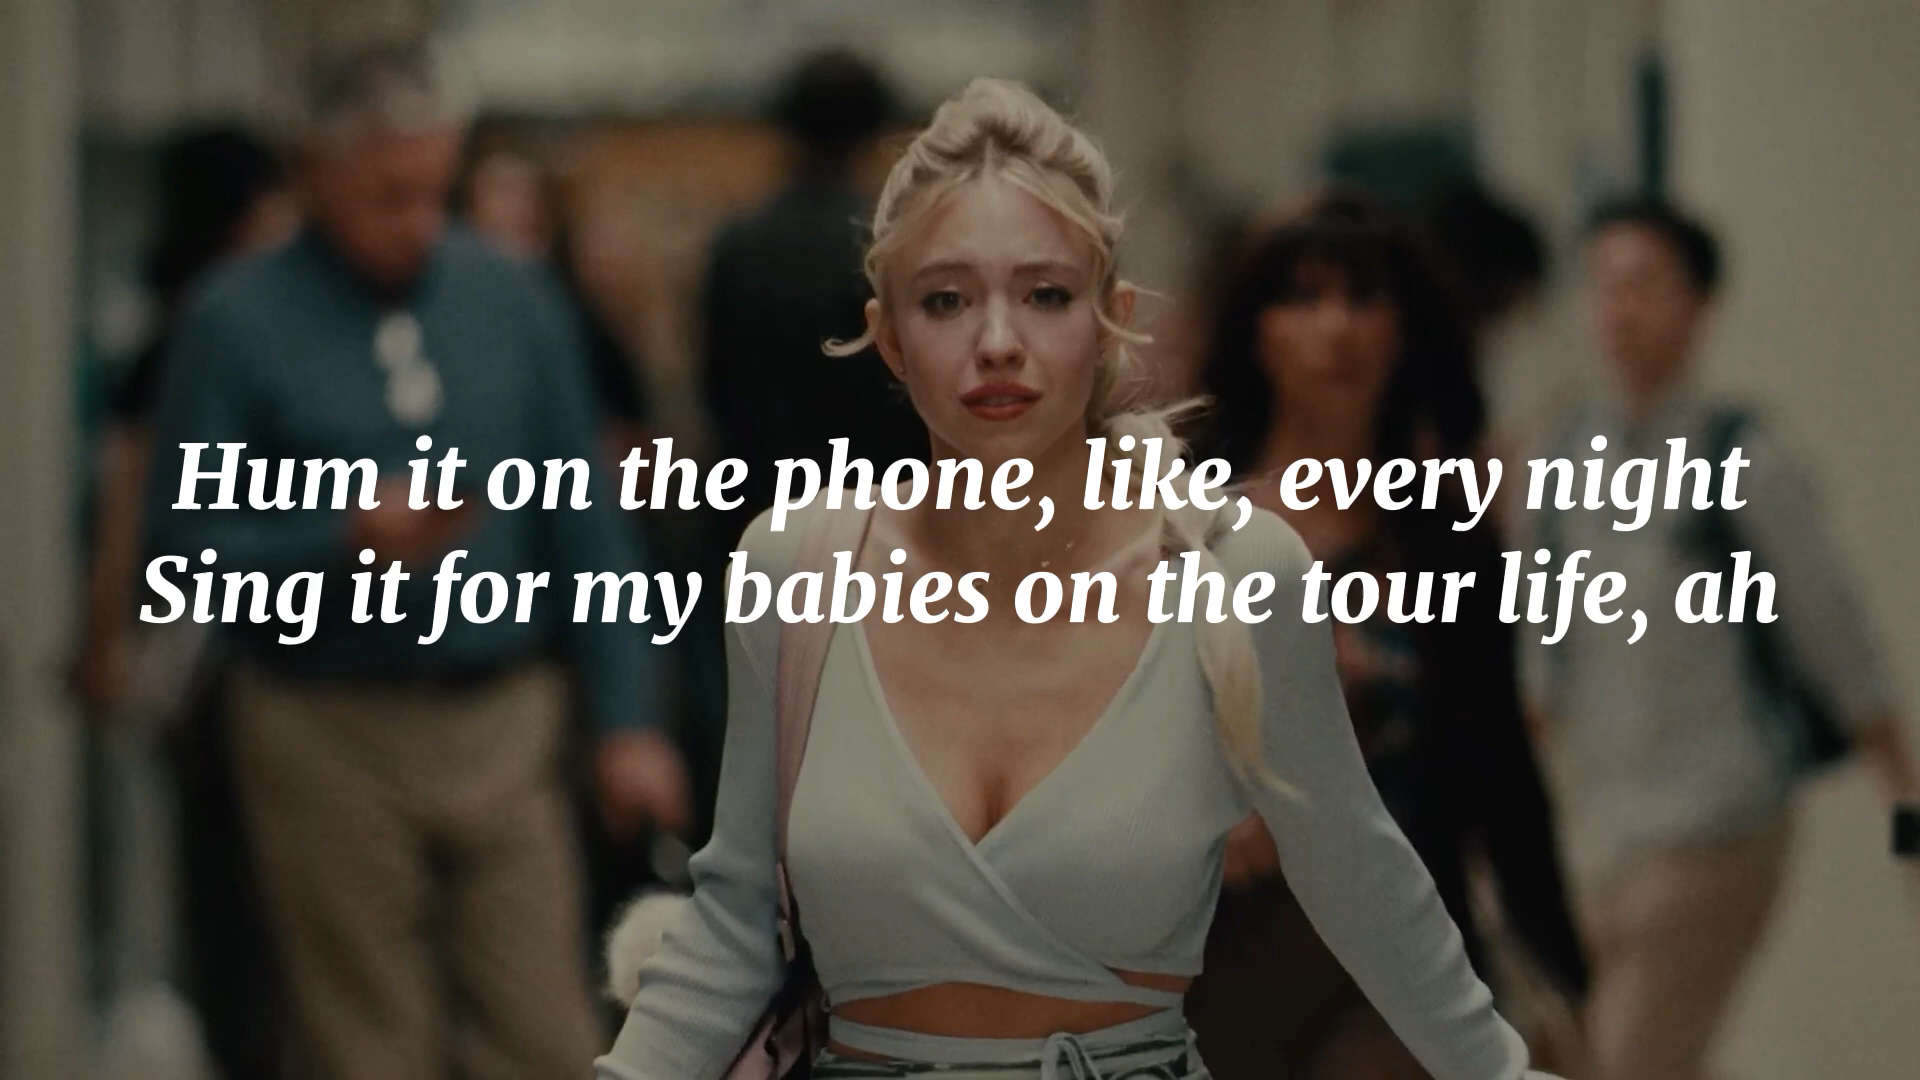 Hum it on the phone, like, every night
Sing it for my babies on the tour life, ah